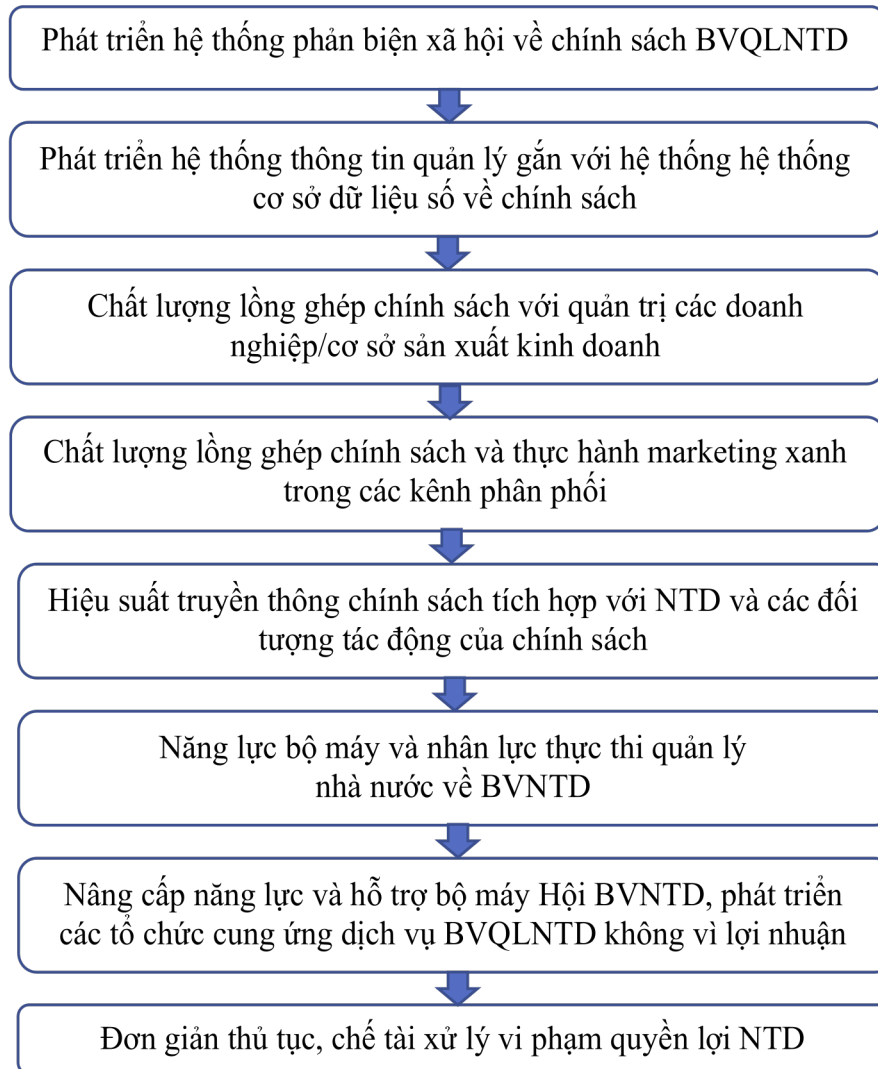 Phát triển hệ thống phản biện xã hội về chính sách BVQLNTD
Phát triển hệ thống thông tin quản lý gắn với hệ thống hệ thống
cơ sở dữ liệu số về chính sách
Chất lượng lồng ghép chính sách với quản trị các doanh
nghiệp/cơ sở sản xuất kinh doanh
Chất lượng lồng ghép chính sách và thực hành marketing xanh
trong các kênh phân phối
Hiệu suất truyền thông chính sách tích hợp với NTD và các đối
tượng tác động của chính sách
Năng lực bộ máy và nhân lực thực thi quản lý
nhà nước về BVNTD
Nâng cấp năng lực và hỗ trợ bộ máy Hội BVNTD, phát triển
các tổ chức cung ứng dịch vụ BVQLNTD không vì lợi nhuận
Đơn giản thủ tục, chế tài xử lý vi phạm quyền lợi NTD